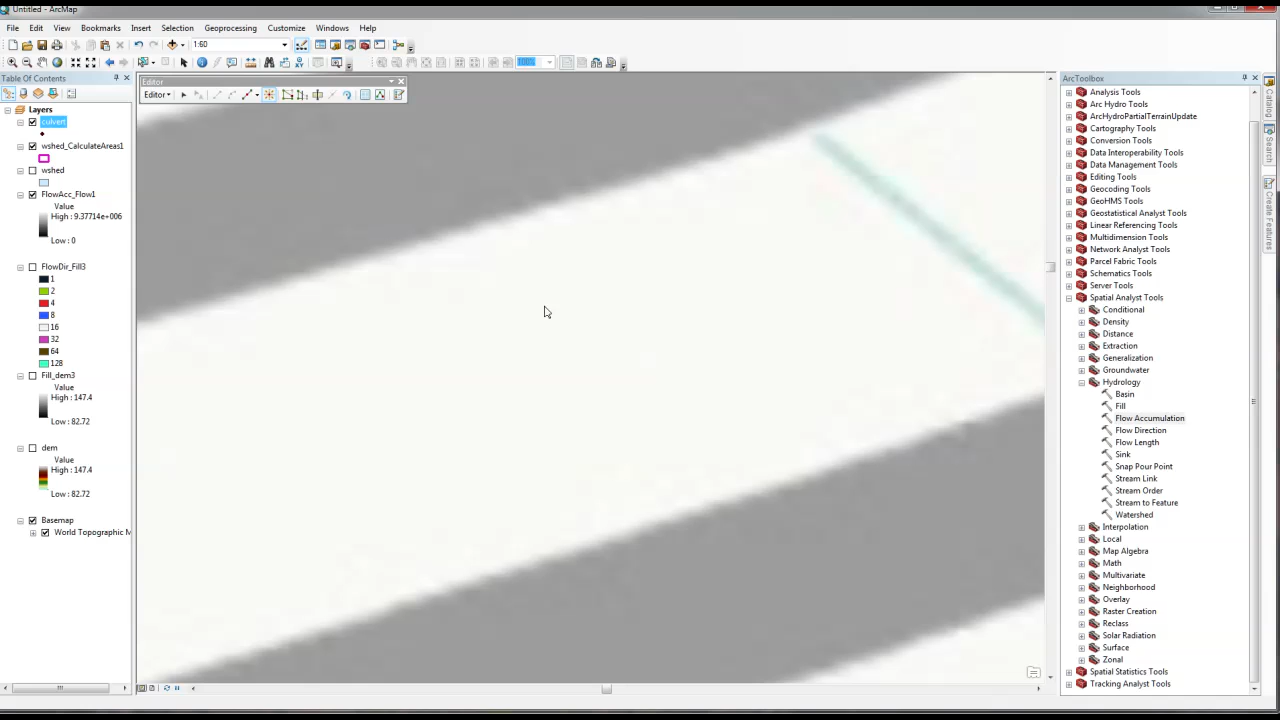 Untitled - ArcMap
File Edit View Bookmarks Insert Selection Geoprocessing Customize Windows Help
1:60
100%
Table Of Contents
Layers
culvert
wshed_CalculateAreas1
wshed
FlowAcc_Flow1
Value
High : 9.37714e+006
Low : 0
FlowDir_Fill3
1
2
4
8
16
32
64
128
Fill_dem3
Value
High : 147.4
Low : 82.72
dem
Value
High : 147.4
Low : 82.72
Basemap
World Topographic M
Editor
Editor
ArcToolbox
Analysis Tools
Arc Hydro Tools
ArcHydroPartialTerrainUpdate
Cartography Tools
Conversion Tools
Data Interoperability Tools
Data Management Tools
Editing Tools
Geocoding Tools
GeoHMS Tools
Geostatistical Analyst Tools
Linear Referencing Tools
Multidimension Tools
Network Analyst Tools
Parcel Fabric Tools
Schematics Tools
Server Tools
Spatial Analyst Tools
Conditional
Density
Distance
Extraction
Generalization
Groundwater
Hydrology
Basin
Fill
Flow Accumulation
Flow Direction
Flow Length
Sink
Snap Pour Point
Stream Link
Stream Order
Stream to Feature
Watershed
Interpolation
Local
Map Algebra
Math
Multivariate
Neighborhood
Overlay
Raster Creation
Reclass
Solar Radiation
Surface
Zonal
Spatial Statistics Tools
Tracking Analyst Tools
Catalog
Search
Create Features